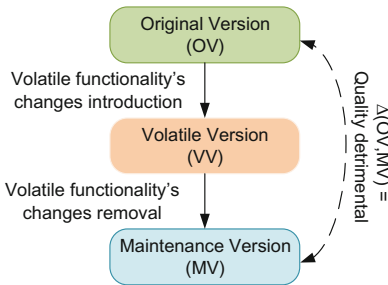 Original Version
(OV)
Volatile functionality's
changes introduction
Volatile Version
(VV)
Volatile functionality's
changes removal
Maintenance Version
(MV)
Δ(OV,MV) =
Quality detrimental